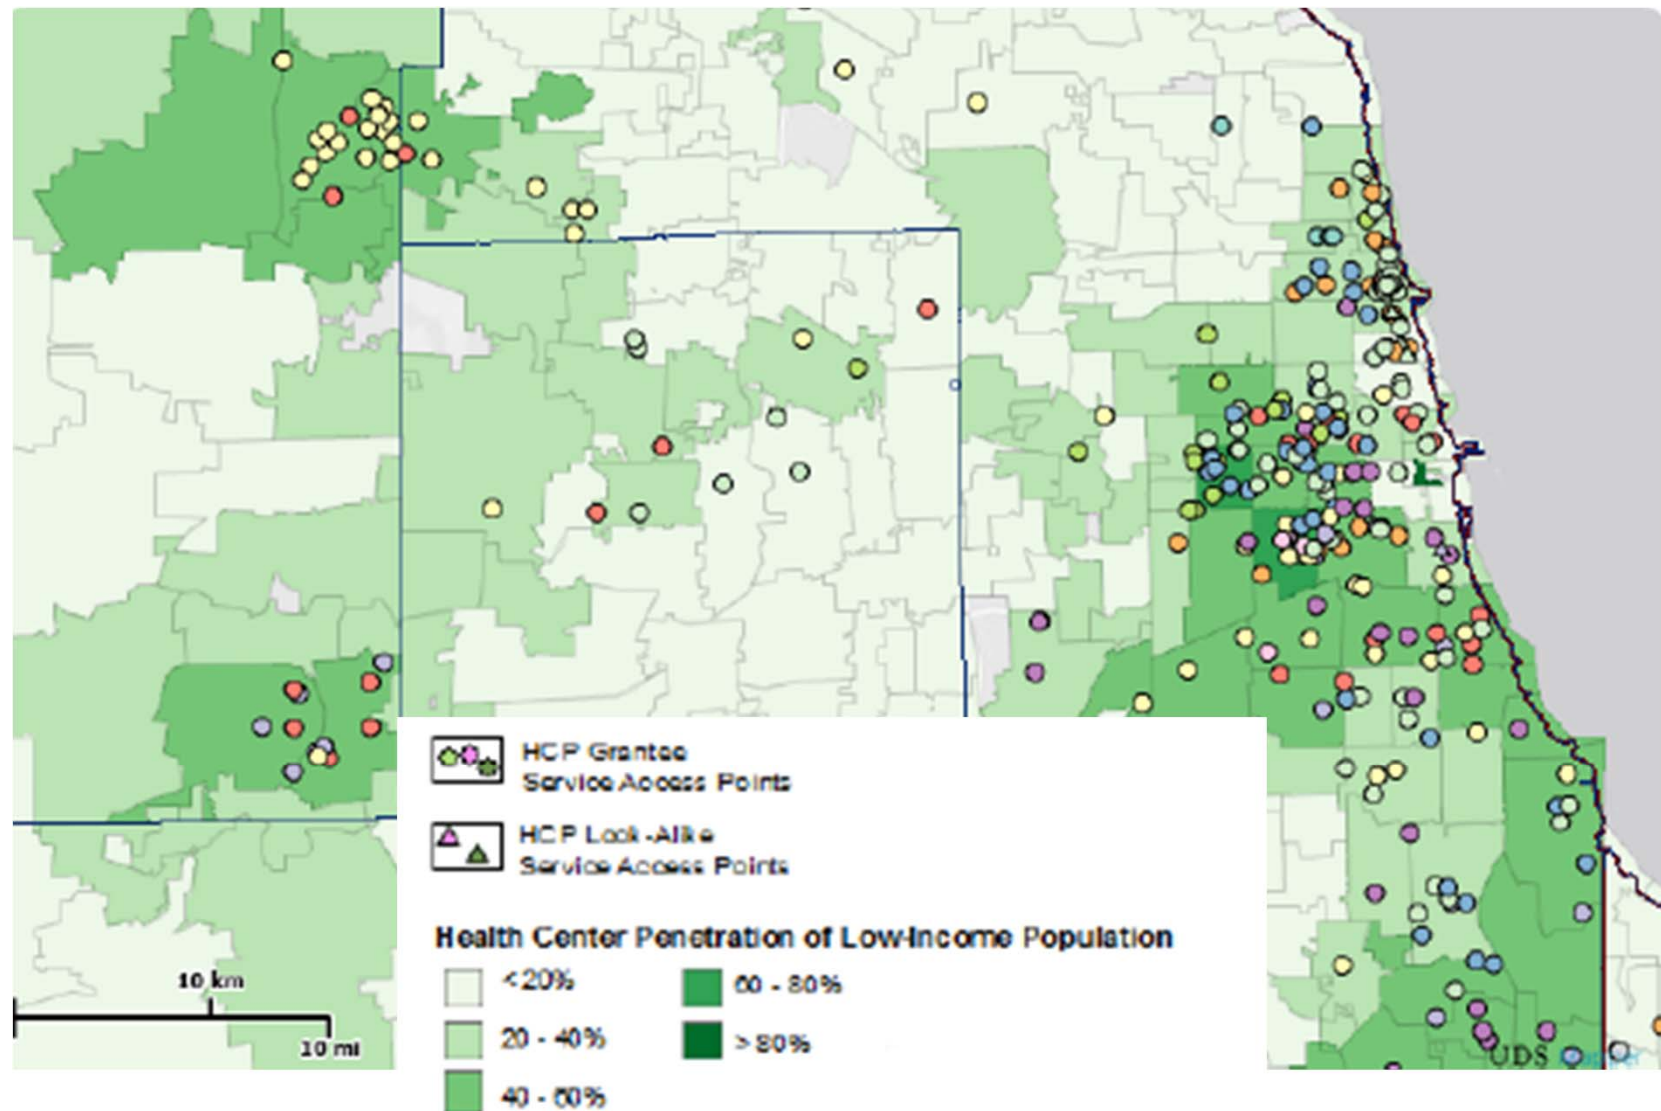 HCP Grantee
Service Access Points
HCP Look-Alike
Service Access Points
Health Center Penetration of Low-Income Population
<20%
60 - 80%
20 - 40%
>80%
40 - 60%
10 km
10 mi
UDS Mapper